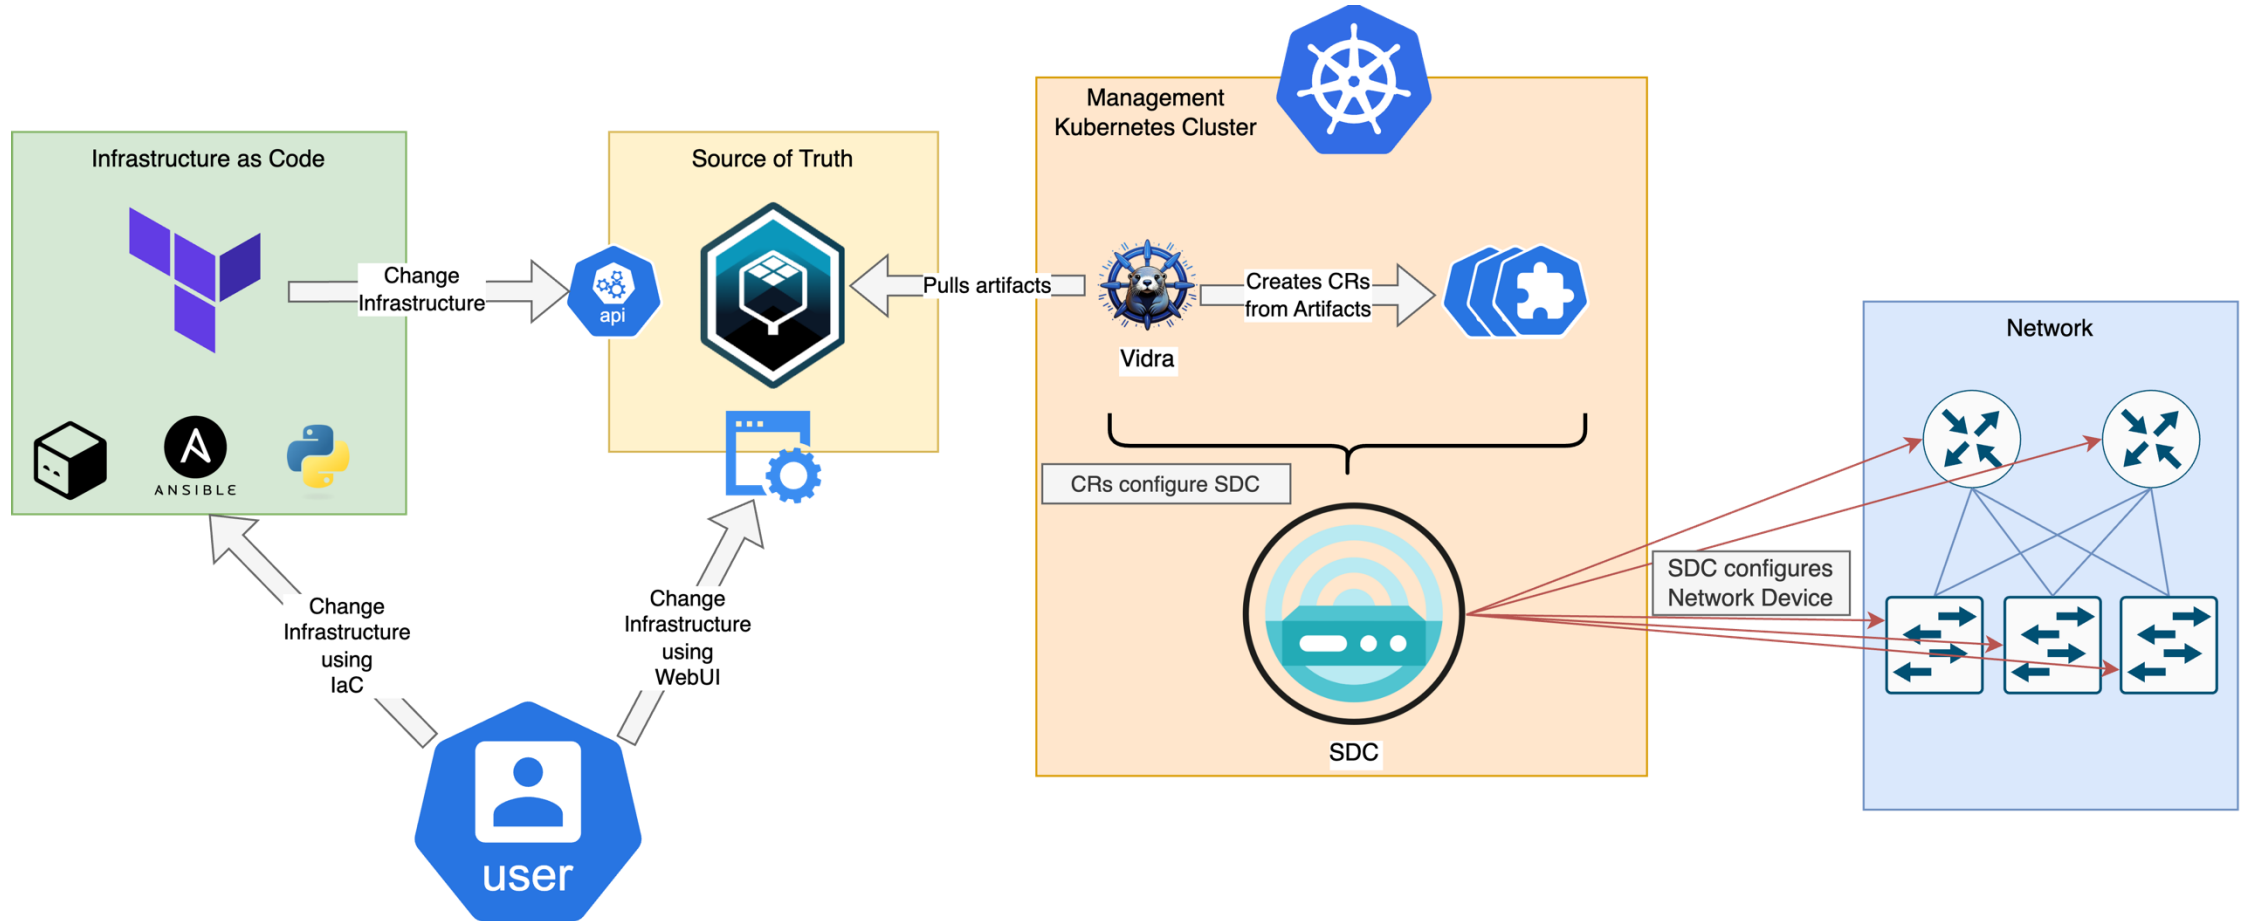 Infrastructure as Code
ANSIBLE
Change
Infrastructure
api
Source of Truth
Change
Infrastructure
using
IaC
Change
Infrastructure
using
WebUI
user
Pulls artifacts
Management
Kubernetes Cluster
Vidra
Creates CRs
from Artifacts
CRs configure SDC
SDC
SDC configures
Network Device
Network